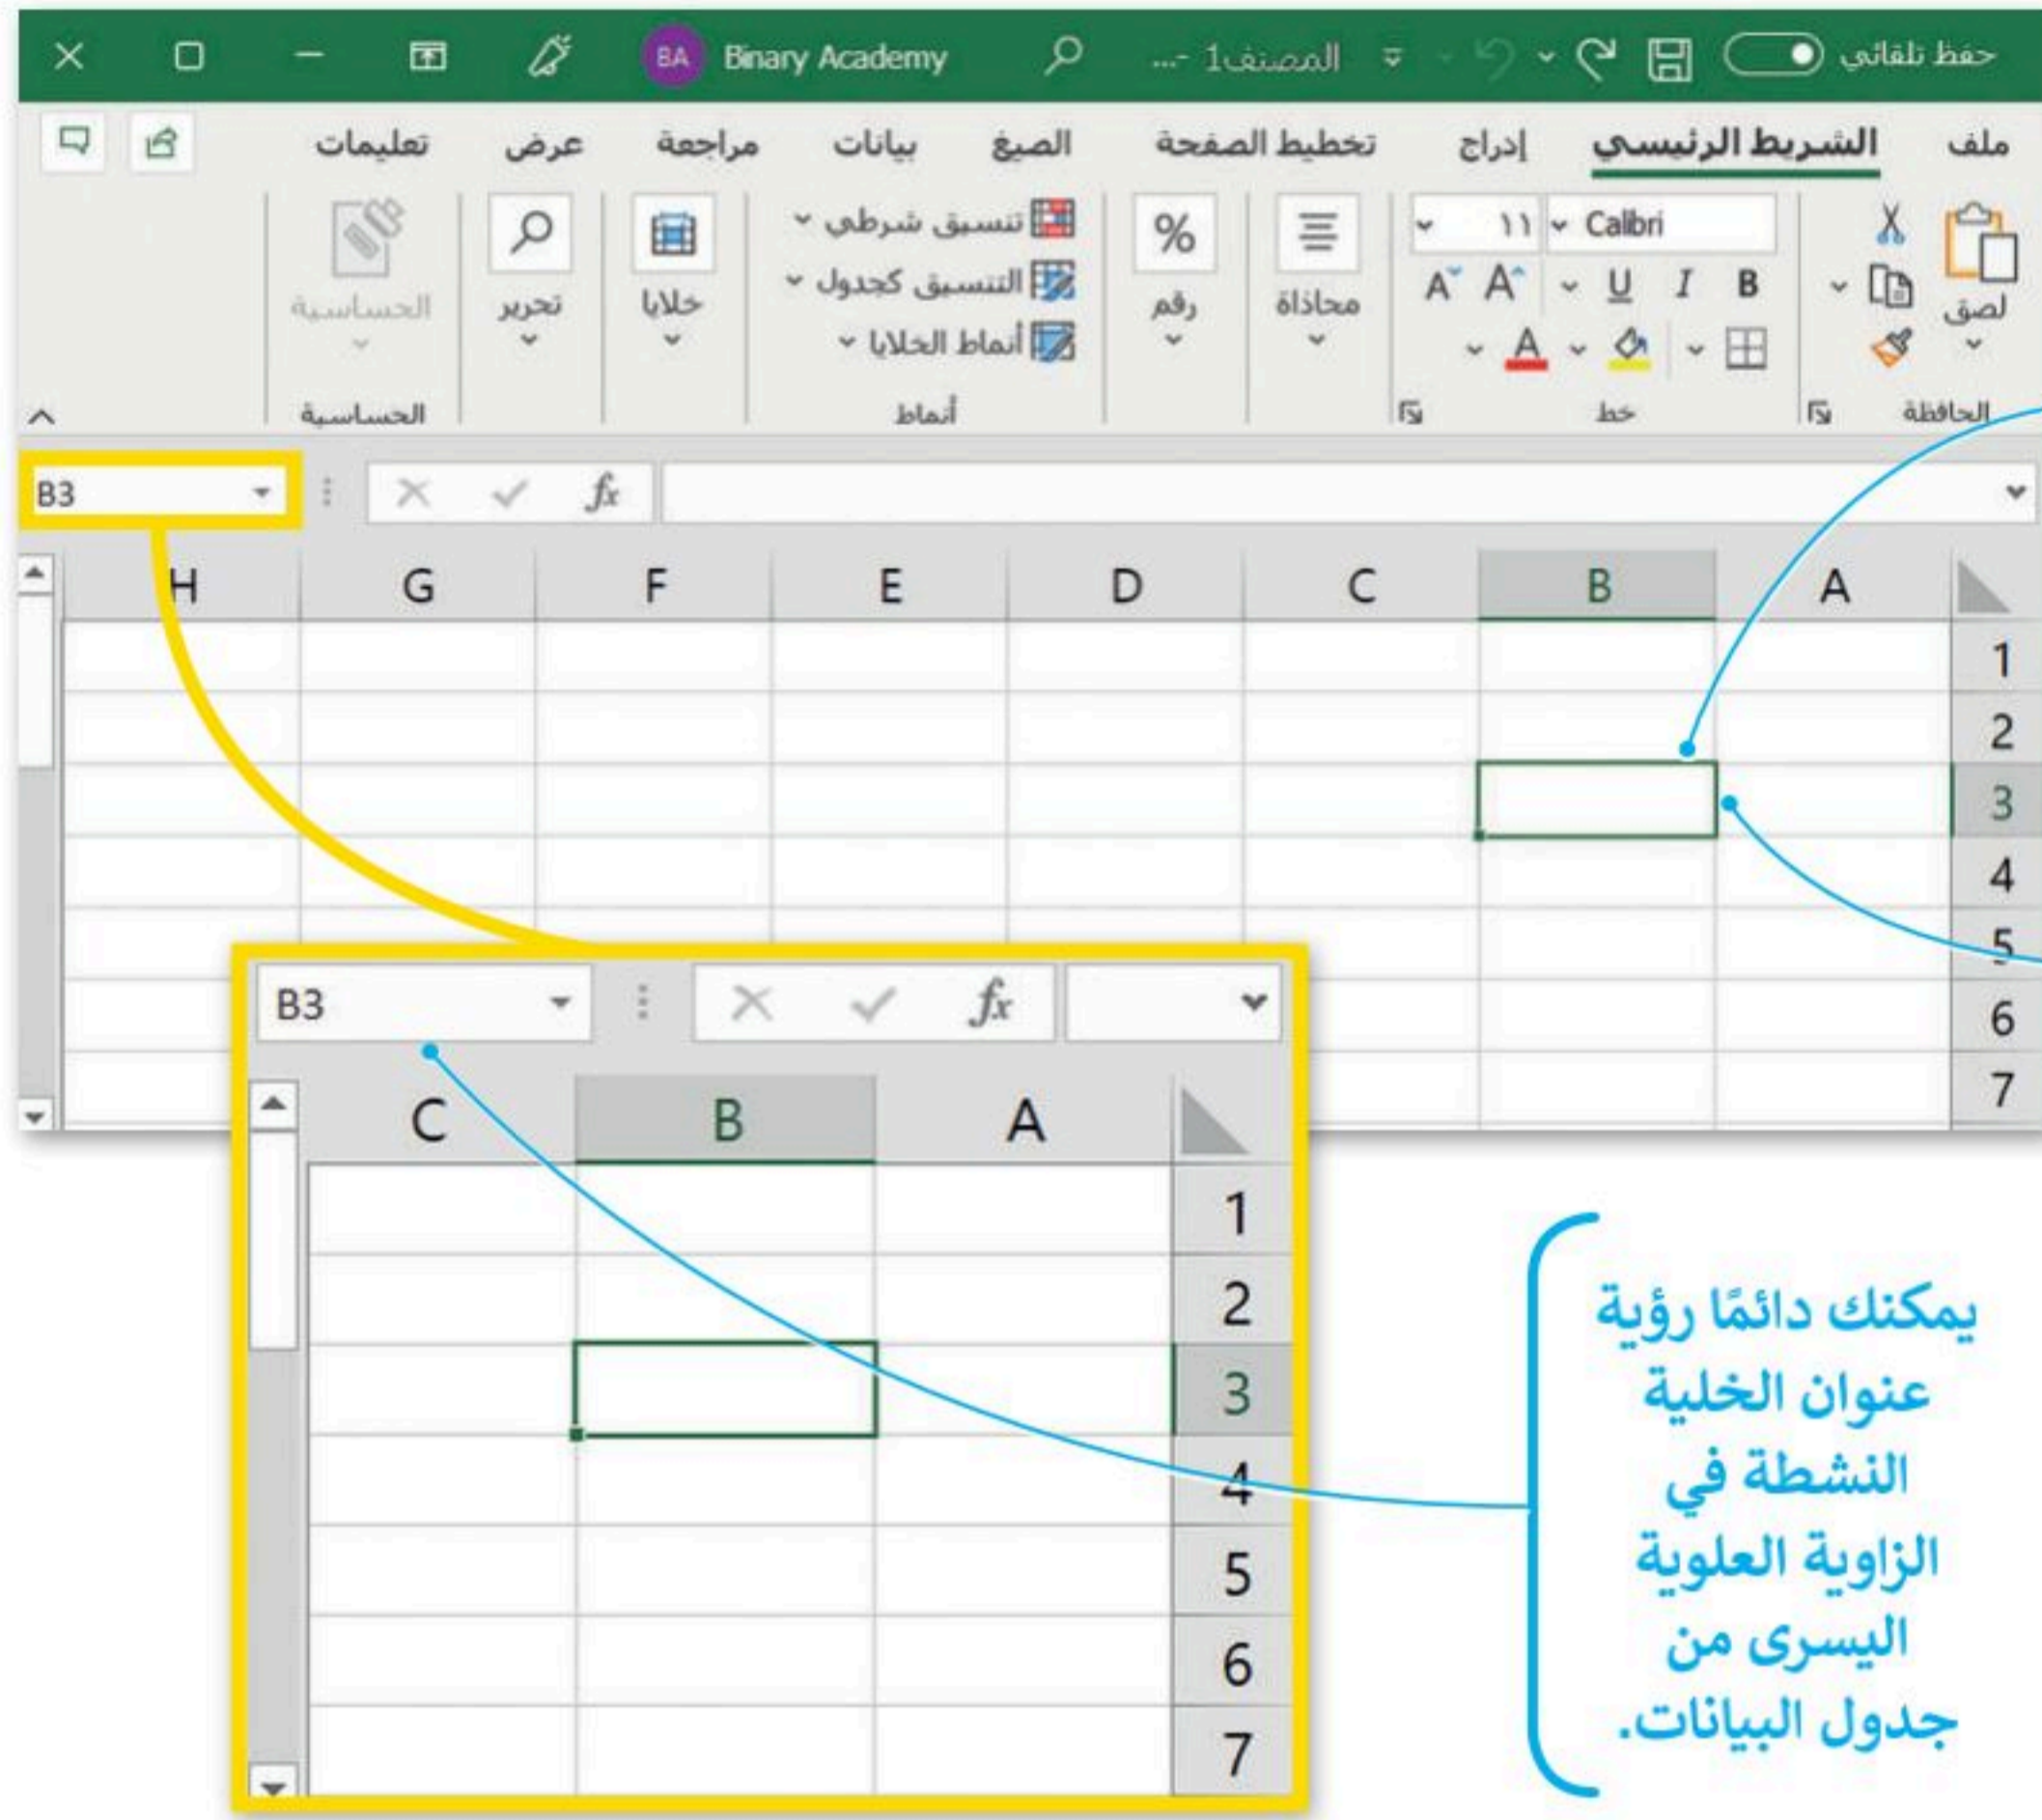 حفظ تلقائي المصنف1 -... Binary Academy BA
ملف الشريط الرئيسي إدراج تخطيط الصفحة الصيغ بيانات مراجعة عرض تعليمات
Calibri ١١ % تنسيق شرطي
B I U A A التنسيق كجدول
لصق محاذاة رقم خلايا تحرير الحساسية
A أنماط الخلايا
الحافظة خط أنماط الحساسية
B3 fx
H G F E D C B A
1
2
3
4
5
6
7
B3 fx
C B A
1
2
3
4
5
6
7
يمكنك دائمًا رؤية
عنوان الخلية
النشطة في
الزاوية العلوية
اليسرى من
جدول البيانات.